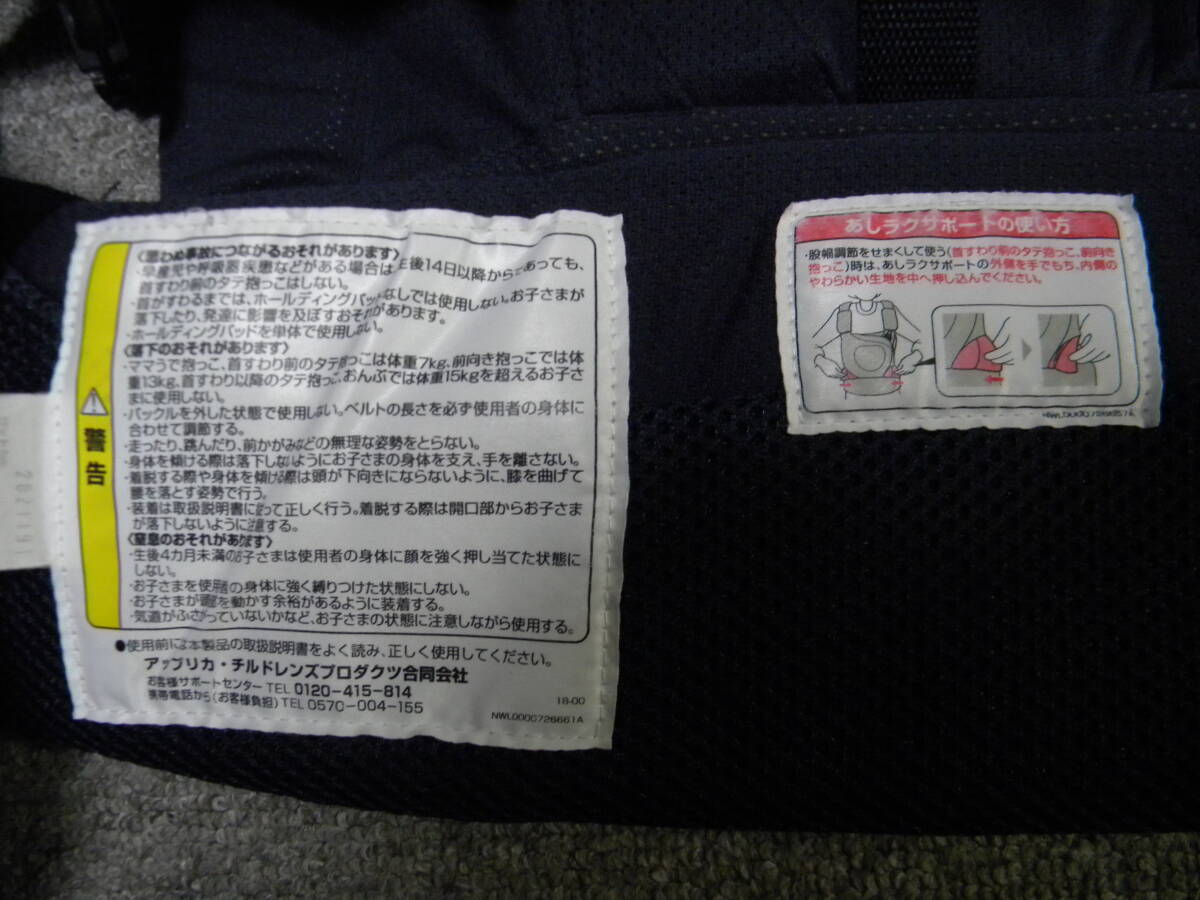 〈思わぬ事故につながるおそれがあります〉
・早産児や呼吸器疾患などがある場合は生後14日以降からであっても、
首すわり前のタテ抱っこはしない。
・首がすわるまでは、ホールディングパッドなしでは使用しない。お子さまが
落下したり、発達に影響を及ぼすおそれがあります。
・ホールディングパッドを単体で使用しない。
〈落下のおそれがあります〉
・ママうで抱っこ、首すわり前のタテ抱っこは体重7kg、前向き抱っこでは体
重13kg、首すわり以降のタテ抱っこ、おんぶでは体重15kgを超えるお子さ
まに使用しない。
・バックルを外した状態で使用しない。ベルトの長さを必ず使用者の身体に
合わせて調節する。
・走ったり、跳んだり、前かがみなどの無理な姿勢をとらない。
・身体を傾ける際は落下しないようにお子さまの身体を支え、手を離さない。
・着脱する際や身体を傾ける際は頭が下向きにならないように、膝を曲げて
腰を落とす姿勢で行う。
・装着は取扱説明書に従って正しく行う。着脱する際は開口部からお子さま
が落下しないように注意する。
〈窒息のおそれがあります〉
・生後4カ月未満のお子さまは使用者の身体に顔を強く押し当てた状態に
しない。
・お子さまを使用者の身体に強く縛りつけた状態にしない。
・お子さまが頭を動かす余裕があるように装着する。
・気道がふさがっていないかなど、お子さまの状態に注意しながら使用する。
警告
●使用前には本製品の取扱説明書をよく読み、正しく使用してください。
アップリカ・チルドレンズプロダクツ合同会社
お客様サポートセンター TEL 0120-415-814
携帯電話から(お客様負担) TEL 0570-004-155
18-00
NWL0000726661A
あしラクサポートの使い方
・股幅調節をせまくして使う(首すわり前のタテ抱っこ、前向き
抱っこ)時は、あしラクサポートの外側を手でもち、内側の
やわらかい生地を中へ押し込んでください。